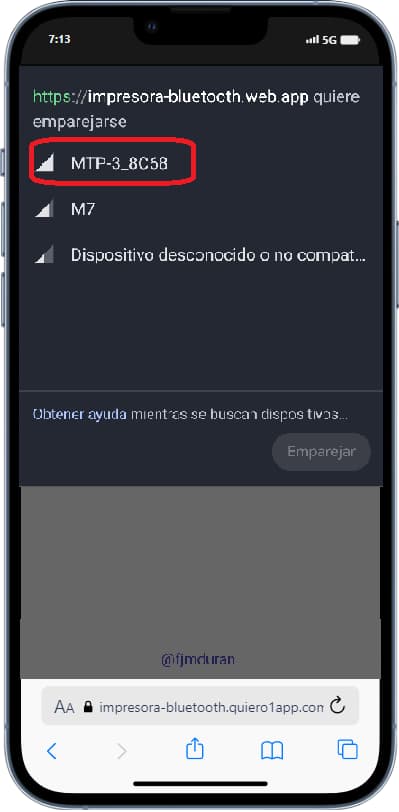 7:13
5G
https://impresora-bluetooth.web.app quiere
emparejarse
MTP-3_8C58
M7
Dispositivo desconocido o no compat...
Obtener ayuda mientras se buscan dispositivos...
Emparejar
@fjmduran
AA impresora-bluetooth.quiero1app.com